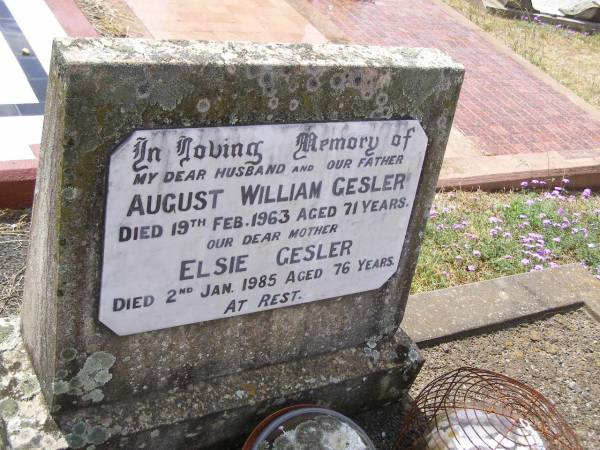 In Loving Memory of
MY DEAR HUSBAND AND OUR FATHER
AUGUST WILLIAM GESLER
DIED 19TH FEB. 1963 AGED 71 YEARS.
OUR DEAR MOTHER
ELSIE GESLER
DIED 2ND JAN. 1985 AGED 76 YEARS.
AT REST.